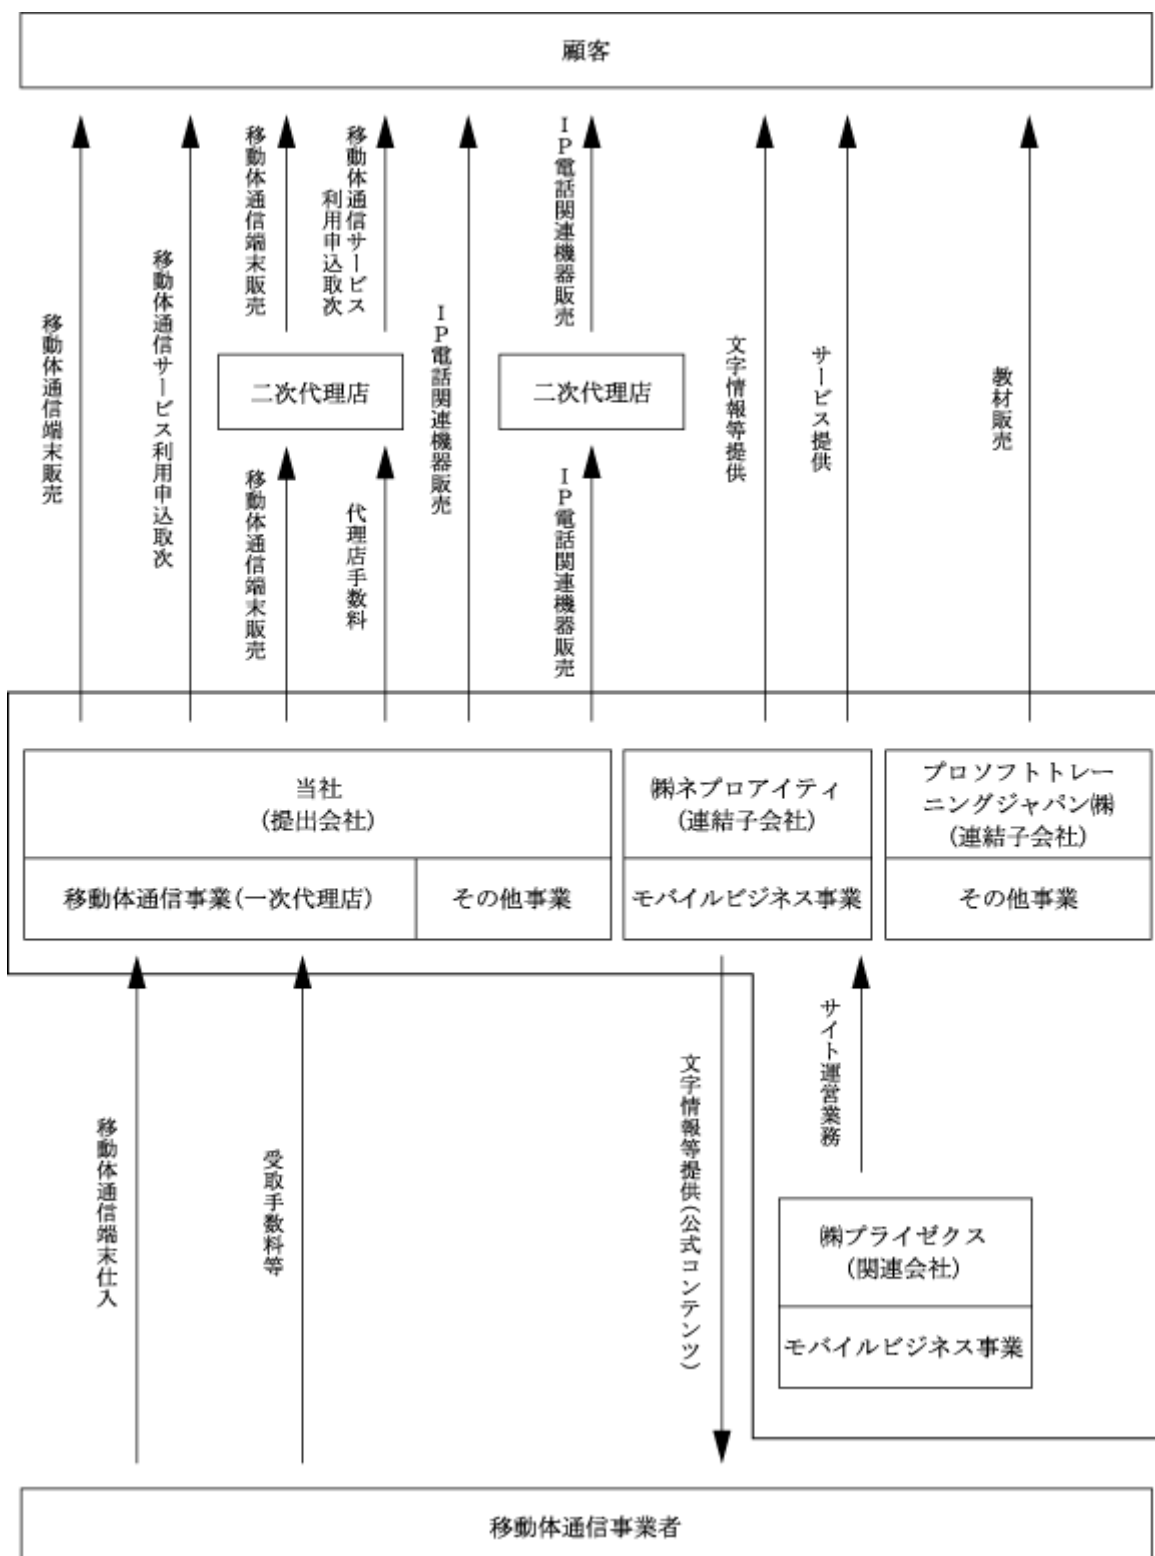 顧客
移動体通信端末販売
移動体通信サービス利用申込取次
移動体通信端末販売
移動体通信サービス
利用申込取次
IP電話関連機器販売
IP電話関連機器販売
文字情報等提供
サービス提供
教材販売
二次代理店
二次代理店
移動体通信端末販売
代理店手数料
IP電話関連機器販売
当社
(提出会社)
移動体通信事業(一次代理店)
その他事業
㈱ネプロアイティ
(連結子会社)
モバイルビジネス事業
プロソフトトレー
ニングジャパン㈱
(連結子会社)
その他事業
移動体通信端末仕入
受取手数料等
文字情報等提供(公式コンテンツ)
サイト運営業務
㈱プライゼクス
(関連会社)
モバイルビジネス事業
移動体通信事業者